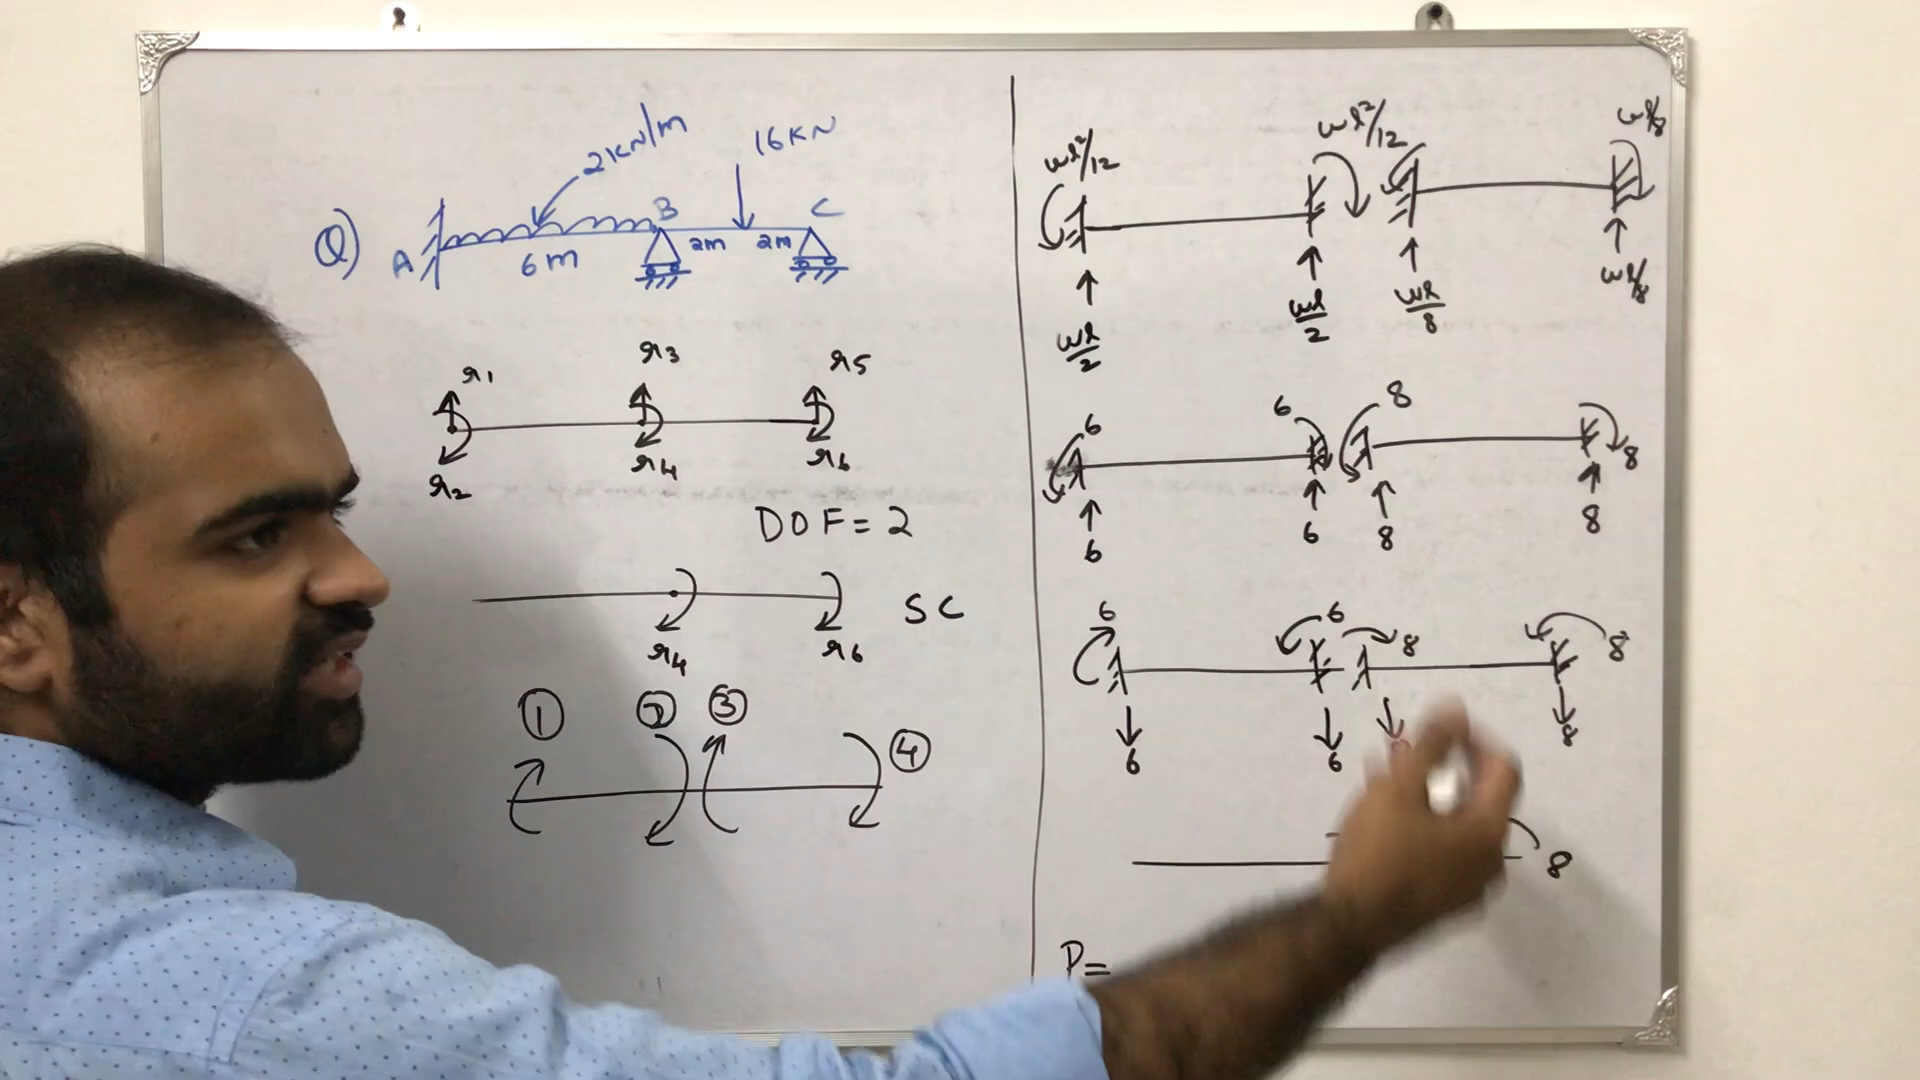 2KN/m
16KN
Q)
A
B
C
6m
2m
2m
r1
r3
r5
r2
r4
r6
DOF = 2
SC
r4
r6
① ② ③
④
wl²/12
wl²/12
wl/8
wl/2
wl/2
wl/8
wl/8
6
6
8
8
6
6
8
8
6
6
8
8
6
6
8
8
P=